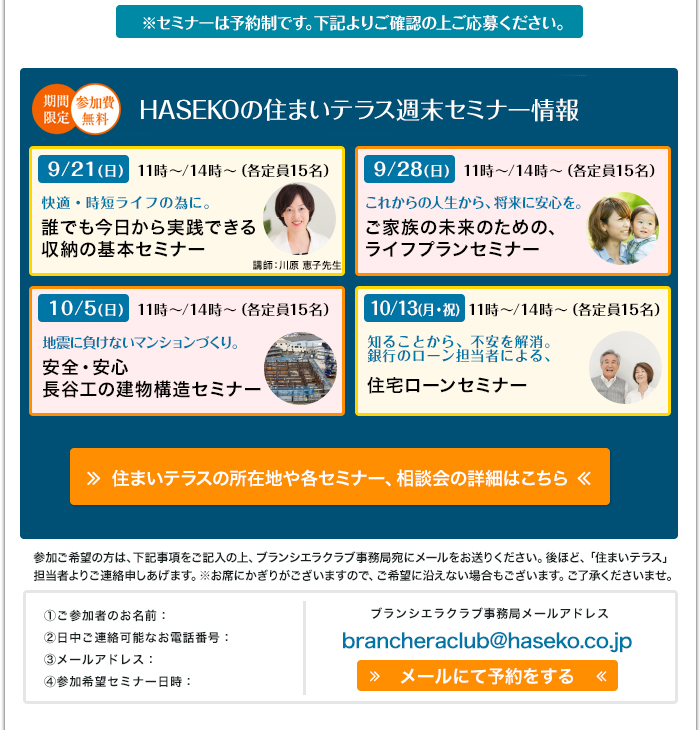 ※セミナーは予約制です。下記よりご確認の上ご応募ください。
期間
限定
参加費
無料
HASEKOの住まいテラス週末セミナー情報
9/21(日) 11時～/14時～(各定員15名)
快適・時短ライフの為に。
誰でも今日から実践できる
収納の基本セミナー
講師：川原 恵子先生
9/28(日) 11時～/14時～(各定員15名)
これからの人生から、将来に安心を。
ご家族の未来のための、
ライフプランセミナー
10/5(日) 11時～/14時～(各定員15名)
地震に負けないマンションづくり。
安全・安心
長谷工の建物構造セミナー
10/13(月・祝) 11時～/14時～(各定員15名)
知ることから、不安を解消。
銀行のローン担当者による、
住宅ローンセミナー
≫ 住まいテラスの所在地や各セミナー、相談会の詳細はこちら ≪
参加ご希望の方は、下記事項をご記入の上、ブランシエラクラブ事務局宛にメールをお送りください。後ほど、「住まいテラス」
担当者よりご連絡申しあげます。※お席にかぎりがございますので、ご希望に沿えない場合もございます。ご了承くださいませ。
①ご参加者のお名前：
②日中ご連絡可能なお電話番号：
③メールアドレス：
④参加希望セミナー日時：
ブランシエラクラブ事務局メールアドレス
brancheraclub@haseko.co.jp
≫ メールにて予約をする ≪